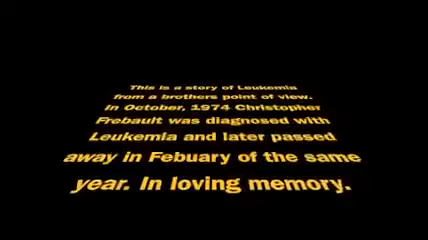 This is a story of Leukemia
from a brothers point of view.
In October, 1974 Christopher
Frebault was diagnosed with
Leukemia and later passed
away in Febuary of the same
year. In loving memory.